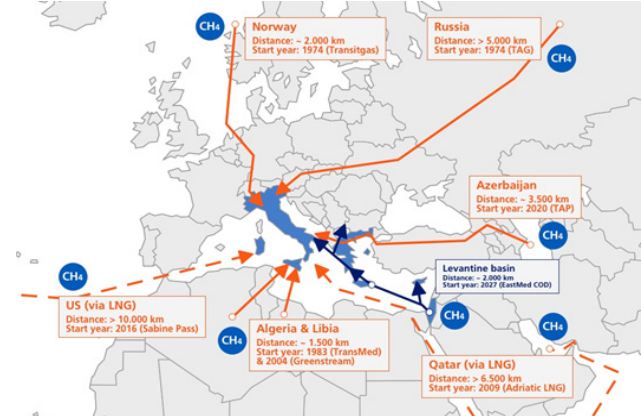 CH4
Norway
Distance: ~ 2.000 km
Start year: 1974 (Transitgas)
Russia
Distance: > 5.000 km
Start year: 1974 (TAG)
CH4
Azerbaijan
Distance: ~ 3.500 km
Start year: 2020 (TAP)
CH4
Levantine basin
Distance: ~ 2.000 km
Start year: 2027 (EastMed COD)
CH4
CH4
US (via LNG)
Distance: > 10.000 km
Start year: 2016 (Sabine Pass)
CH4
Algeria & Libia
Distance: ~ 1.500 km
Start year: 1983 (TransMed)
& 2004 (Greenstream)
CH4
Qatar (via LNG)
Distance: > 6.500 km
Start year: 2009 (Adriatic LNG)